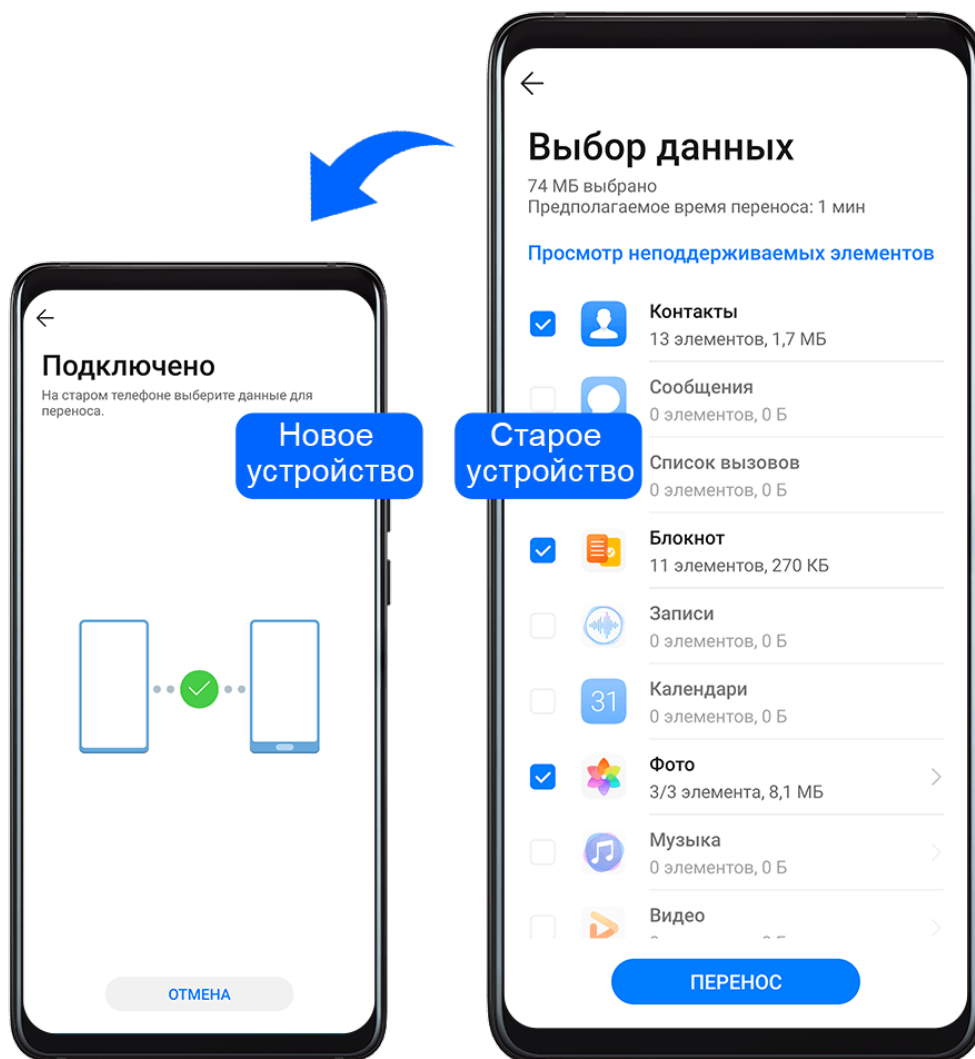 Подключено
На старом телефоне выберите данные для
переноса.
Новое
устройство
ОТМЕНА
Старое
устройство
Выбор данных
74 МБ выбрано
Предполагаемое время переноса: 1 мин
Просмотр неподдерживаемых элементов
Контакты
13 элементов, 1,7 МБ
Сообщения
0 элементов, 0 Б
Список вызовов
0 элементов, 0 Б
Блокнот
11 элементов, 270 КБ
Записи
0 элементов, 0 Б
31
Календари
0 элементов, 0 Б
Фото
3/3 элемента, 8,1 МБ
Музыка
0 элементов, 0 Б
Видео
ПЕРЕНОС